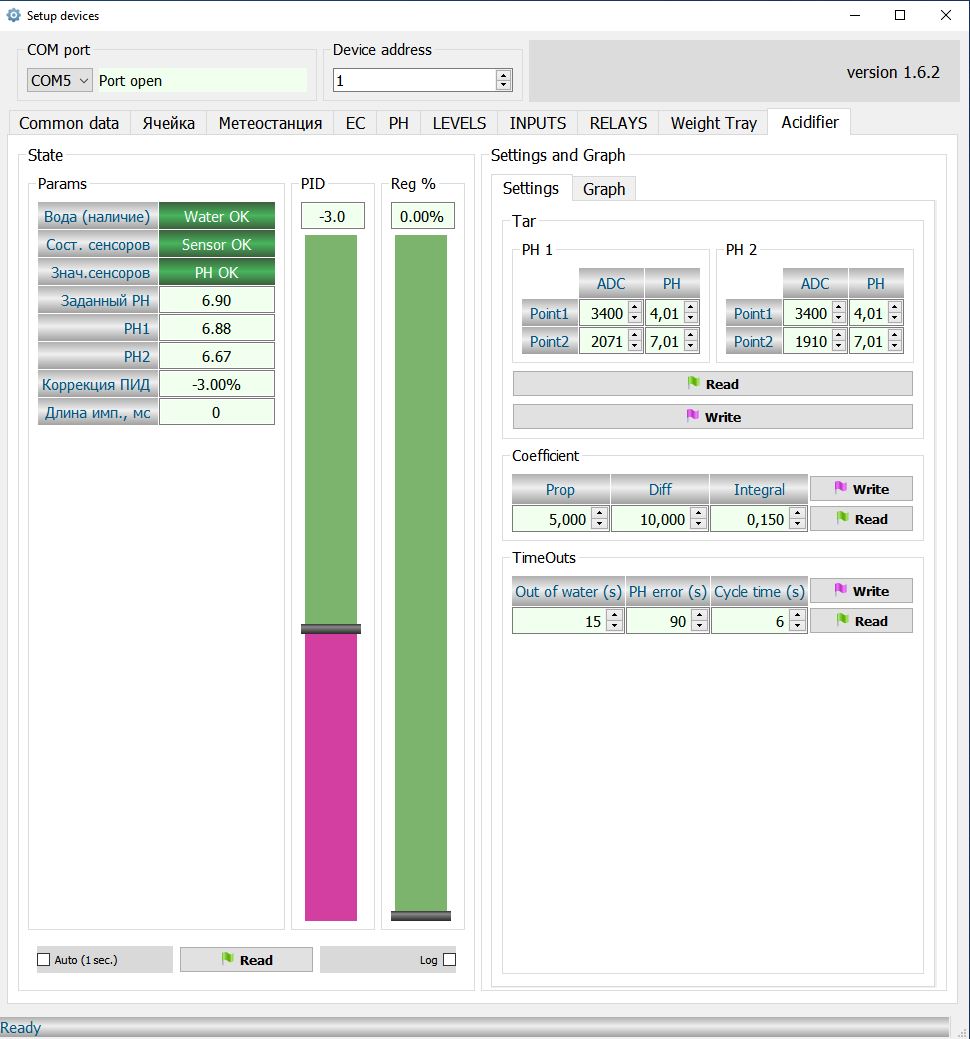 Setup devices
COM port
Device address
COM5 Port open
1
version 1.6.2
Common data Ячейка Метеостанция EC PH LEVELS INPUTS RELAYS Weight Tray Acidifier
State
Params
Вода (наличие) Water OK
Сост. сенсоров Sensor OK
Знач.сенсоров PH OK
Заданный PH 6.90
PH1 6.88
PH2 6.67
Коррекция ПИД -3.00%
Длина имп., мс 0
PID
-3.0
Reg %
0.00%
Auto (1 sec.) Read Log
Settings and Graph
Settings Graph
Tar
PH 1
ADC PH
Point1 3400 4,01
Point2 2071 7,01
PH 2
ADC PH
Point1 3400 4,01
Point2 1910 7,01
Read
Write
Coefficient
Prop Diff Integral Write
5,000 10,000 0,150 Read
TimeOuts
Out of water (s) PH error (s) Cycle time (s) Write
15 90 6 Read
Ready